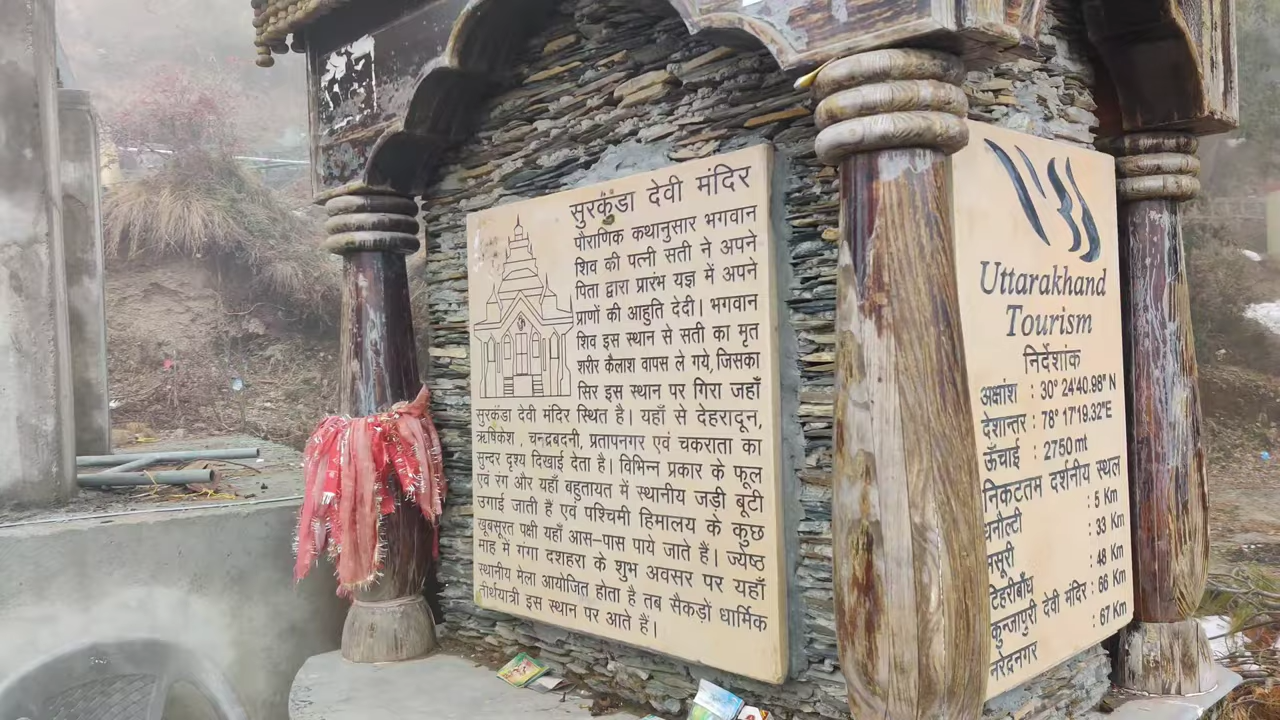 सुरकंडा देवी मंदिर
पौराणिक कथानुसार भगवान
शिव की पत्नी सती ने अपने
पिता द्वारा प्रारंभ यज्ञ में अपने
प्राणों की आहुति देदी। भगवान
शिव इस स्थान से सती का मृत
शरीर कैलाश वापस ले गये, जिसका
सिर इस स्थान पर गिरा जहाँ
सुरकंडा देवी मंदिर स्थित है। यहाँ से देहरादून,
ऋषिकेश , चन्द्रबदनी, प्रतापनगर एवं चकराता का
सुन्दर दृश्य दिखाई देता है। विभिन्न प्रकार के फूल
एवं रग और यहाँ बहुतायत में स्थानीय जड़ी बूटी
उगाई जाती हैं एवं पश्चिमी हिमालय के कुछ
खूबसूरत पक्षी यहाँ आस-पास पाये जाते हैं। ज्येष्ठ
माह में गंगा दशहरा के शुभ अवसर पर यहाँ
स्थानीय मेला आयोजित होता है तब सैकड़ों धार्मिक
तीर्थयात्री इस स्थान पर आते हैं।
Uttarakhand
Tourism
निर्देशांक
अक्षांश : 30° 24'40.98" N
देशान्तर : 78° 17'19.32"E
ऊँचाई : 2750 mt
निकटतम दर्शनीय स्थल
धनौल्टी : 5 Km
मसूरी : 33 Km
टेहरीबाँध : 48 Km
कुन्जापुरी देवी मंदिर : 66 Km
नरेंदनगर : 67 Km